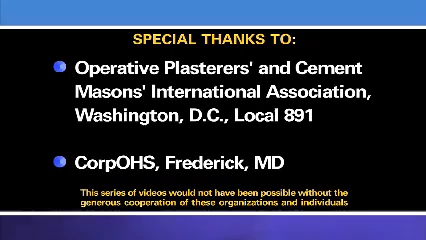 SPECIAL THANKS TO:
Operative Plasterers' and Cement
Masons' International Association,
Washington, D.C., Local 891
CorpOHS, Frederick, MD
This series of videos would not have been possible without the
generous cooperation of these organizations and individuals